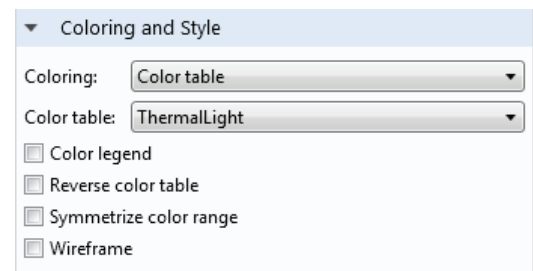 Coloring and Style
Coloring: Color table
Color table: ThermalLight
Color legend
Reverse color table
Symmetrize color range
Wireframe